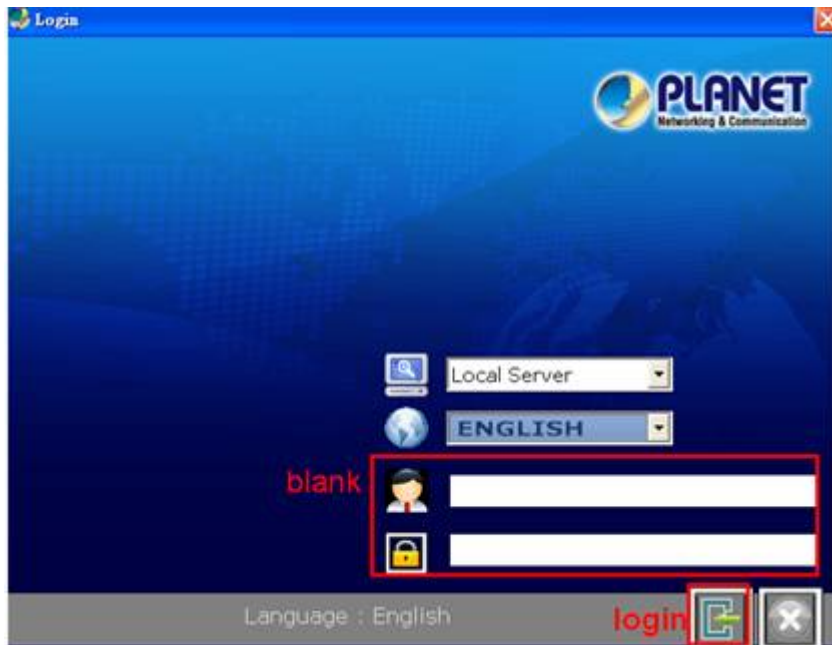 Login
PLANET
Networking & Communication
Local Server
ENGLISH
blank
Language : English
login